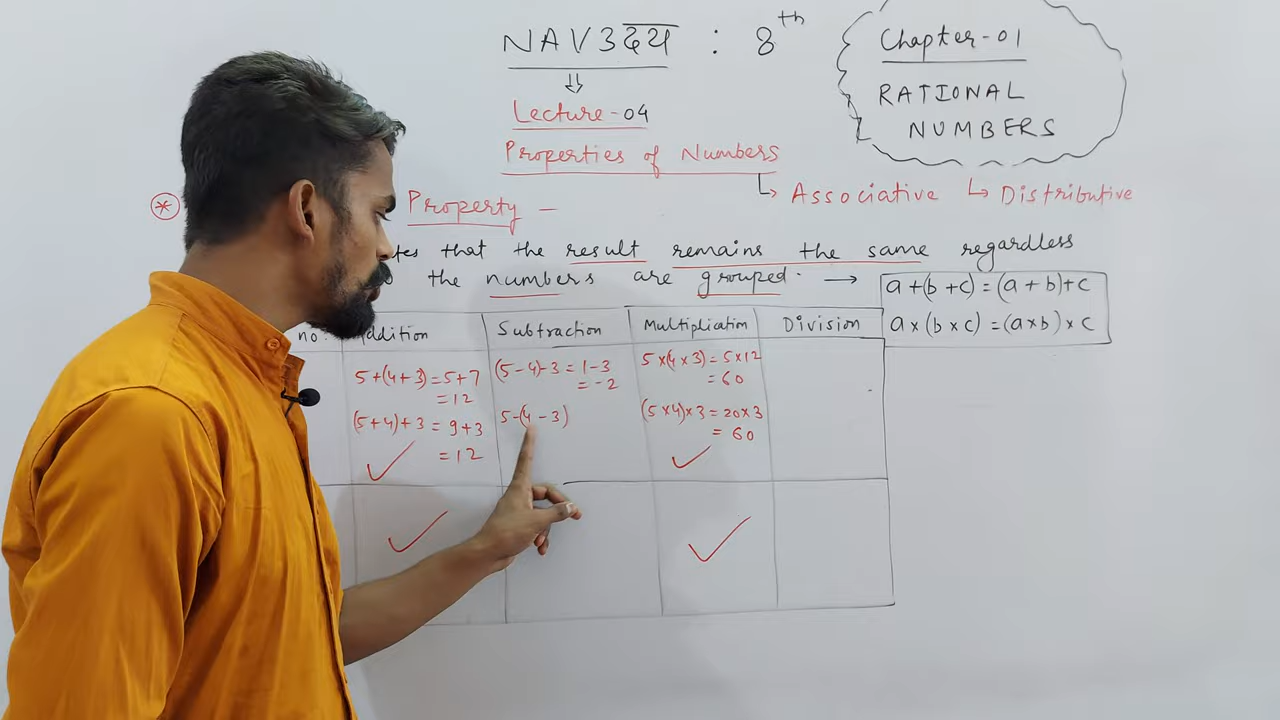 NAV3दय : 8th
Chapter-01
RATIONAL
NUMBERS
⇓
Lecture-04
Properties of Numbers
↳ Associative ↳ Distributive
* Property -
tes that the result remains the same regardless
the numbers are grouped. → a+(b+c)=(a+b)+c
a×(b×c)=(a×b)×c
no. ddition Subtraction Multiplication Division
5+(4+3)=5+7
=12
(5+4)+3=9+3
=12
✓
(5-4)-3=1-3
=-2
5-(4-3)
5×(4×3)=5×12
=60
(5×4)×3=20×3
=60
✓
✓ ✓